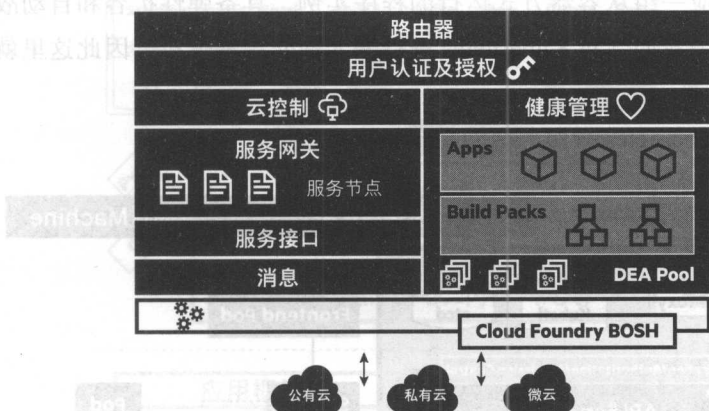 路由器
用户认证及授权
云控制
健康管理
服务网关
服务节点
服务接口
消息
Apps
Build Packs
DEA Pool
Cloud Foundry BOSH
公有云
私有云
微云